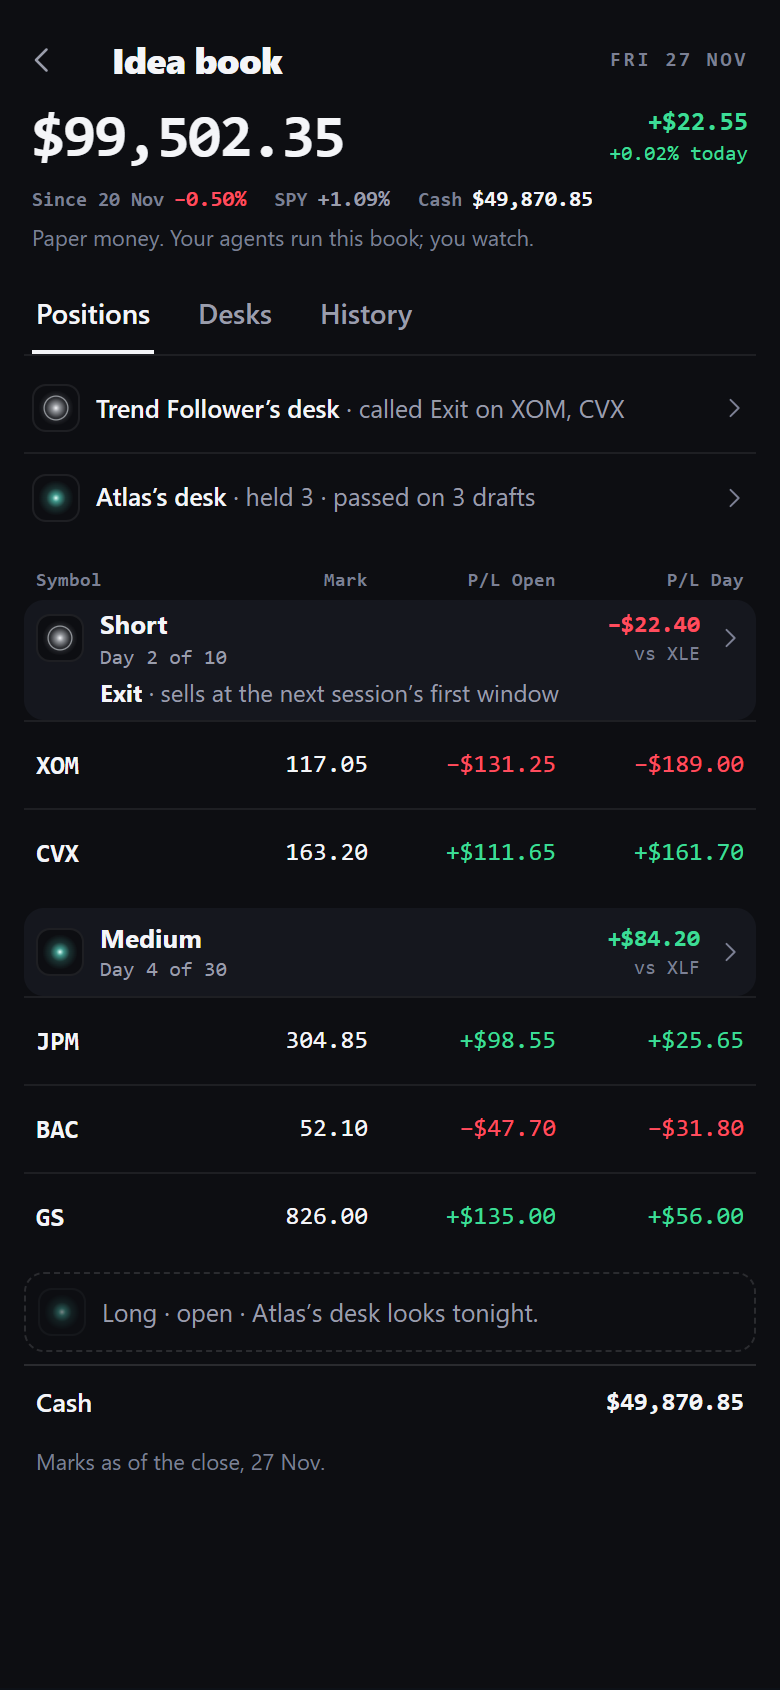 Idea book FRI 27 NOV
$99,502.35 +$22.55
+0.02% today
Since 20 Nov −0.50% SPY +1.09% Cash $49,870.85
Paper money. Your agents run this book; you watch.
Positions Desks History
Trend Follower’s desk · called Exit on XOM, CVX
Atlas’s desk · held 3 · passed on 3 drafts
Symbol Mark P/L Open P/L Day
Short −$22.40
Day 2 of 10 vs XLE
Exit · sells at the next session’s first window
XOM 117.05 −$131.25 −$189.00
CVX 163.20 +$111.65 +$161.70
Medium +$84.20
Day 4 of 30 vs XLF
JPM 304.85 +$98.55 +$25.65
BAC 52.10 −$47.70 −$31.80
GS 826.00 +$135.00 +$56.00
Long · open · Atlas’s desk looks tonight.
Cash $49,870.85
Marks as of the close, 27 Nov.